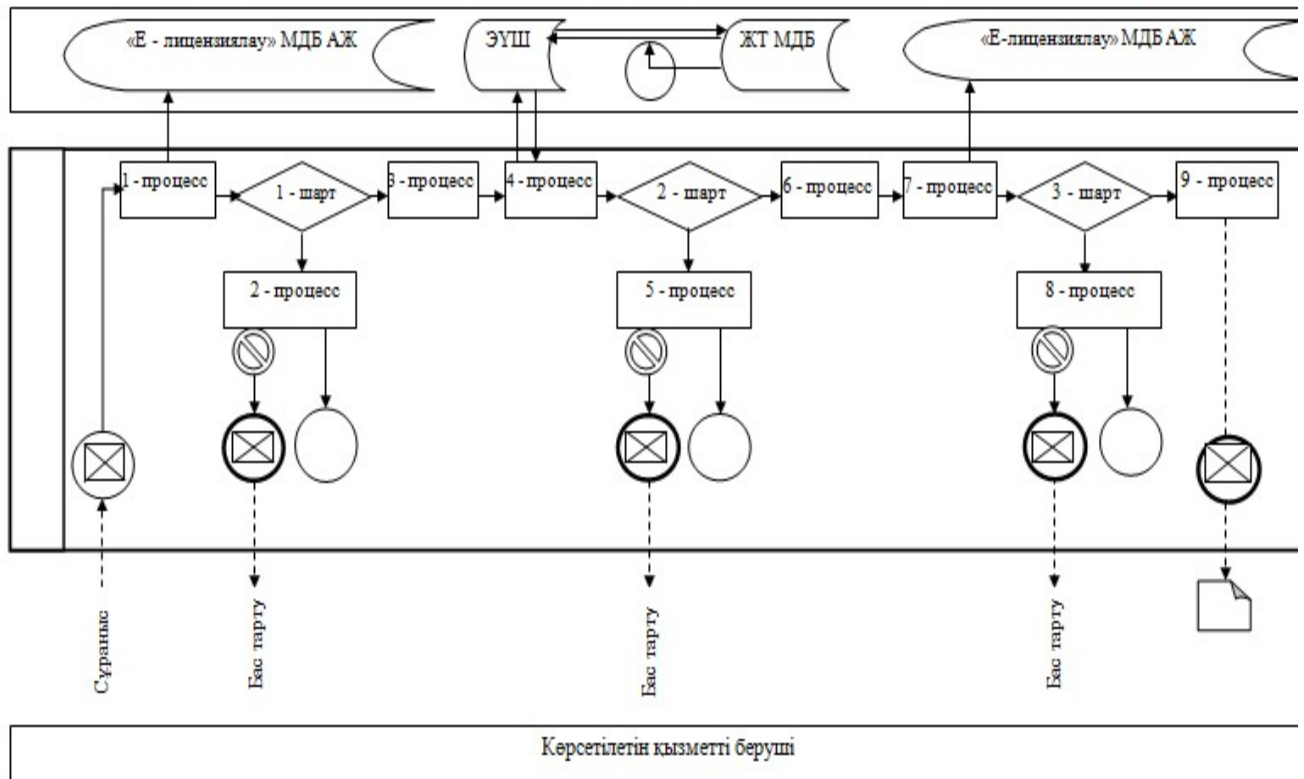 «Е - лицензиялау» МДБ АЖ
ЭҮШ
ЖТ МДБ
«Е-лицензиялау» МДБ АЖ
1 - процесс
1 - шарт
3 - процесс
4 - процесс
2 - шарт
6 - процесс
7 - процесс
3 - шарт
9 - процесс
2 - процесс
5 - процесс
8 - процесс
Сұраныс
Бас тарту
Бас тарту
Бас тарту
Көрсетілетін қызметті беруші